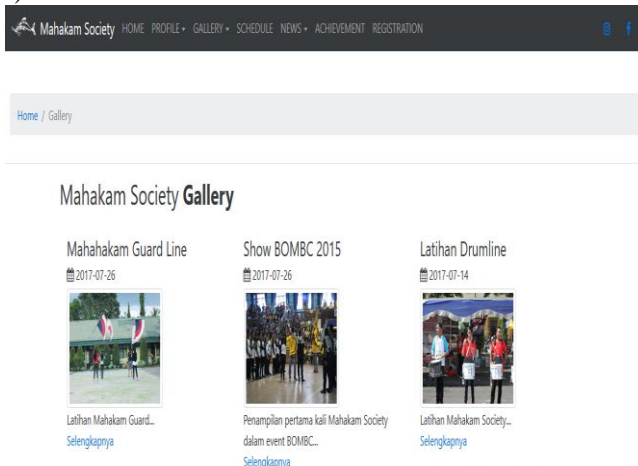 )
Mahakam Society HOME PROFILE GALLERY SCHEDULE NEWS ACHIEVEMENT REGISTRATION
Home / Gallery
Mahakam Society Gallery
Mahahakam Guard Line
2017-07-26
Latihan Mahakam Guard...
Selengkapnya
Show BOMBC 2015
2017-07-26
Penampilan pertama kali Mahakam Society
dalam event BOMBC...
Selengkapnya
Latihan Drumline
2017-07-14
Latihan Mahakam Society...
Selengkapnya